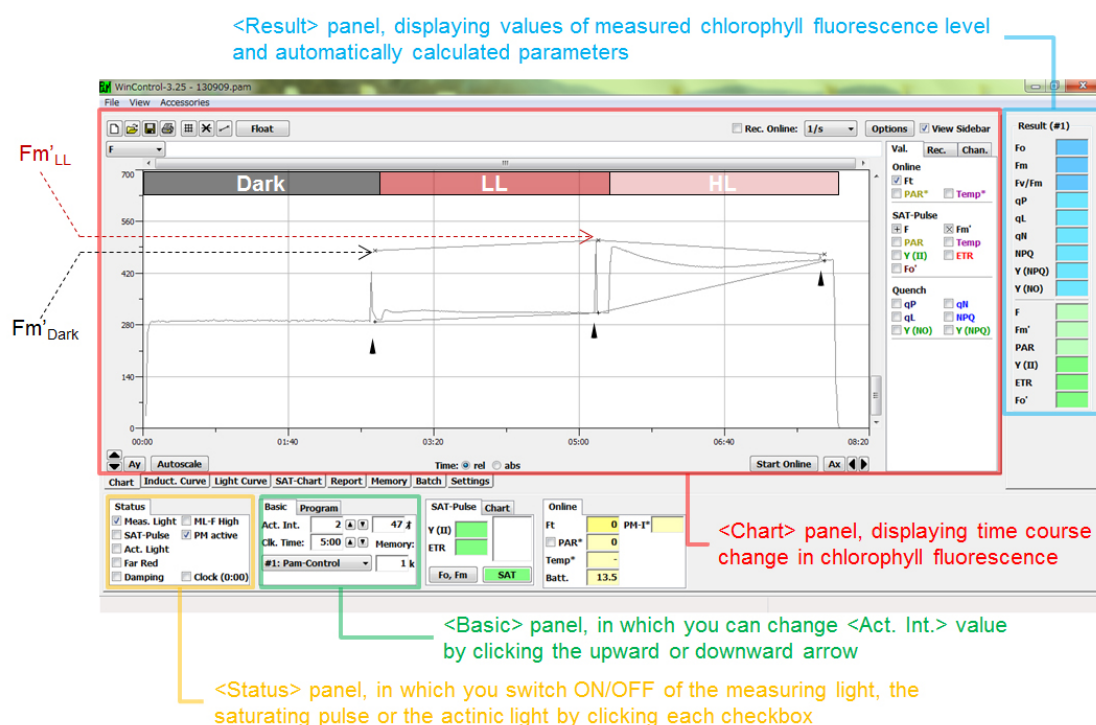 <Result> panel, displaying values of measured chlorophyll fluorescence level
and automatically calculated parameters
WinControl-3.25 - 130909.pam
File View Accessories
Float
Rec. Online: 1/s Options View Sidebar
F
Val. Rec. Chan.
Online
Ft
PAR* Temp*
SAT-Pulse
F Fm'
PAR Temp
Y (II) ETR
Fo'
Quench
qP qN
qL NPQ
Y (NO) Y (NPQ)
Result (#1)
Fo
Fm
Fv/Fm
qP
qL
qN
NPQ
Y (NPQ)
Y (NO)
F
Fm'
PAR
Y (II)
ETR
Fo'
Fm'LL
Fm'Dark
Dark LL HL
700
560
420
280
140
0
00:00 01:40 03:20 05:00 06:40 08:20
Ay Autoscale Time: rel abs Start Online Ax
Chart Induct. Curve Light Curve SAT-Chart Report Memory Batch Settings
Status
Meas. Light ML-F High
SAT-Pulse PM active
Act. Light
Far Red
Damping Clock (0:00)
Basic Program
Act. Int. 2 47
Clk. Time: 5:00 Memory:
#1: Pam-Control 1 k
SAT-Pulse Chart
Y (II)
ETR
Fo, Fm SAT
Online
Ft 0 PM-I*
PAR* 0
Temp* -
Batt. 13.5
<Chart> panel, displaying time course
change in chlorophyll fluorescence
<Basic> panel, in which you can change <Act. Int.> value
by clicking the upward or downward arrow
<Status> panel, in which you switch ON/OFF of the measuring light, the
saturating pulse or the actinic light by clicking each checkbox